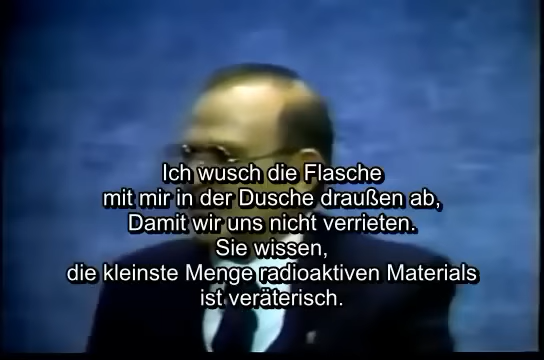 Ich wusch die Flasche
mit mir in der Dusche draußen ab,
Damit wir uns nicht verrieten.
Sie wissen,
die kleinste Menge radioaktiven Materials
ist veräterisch.